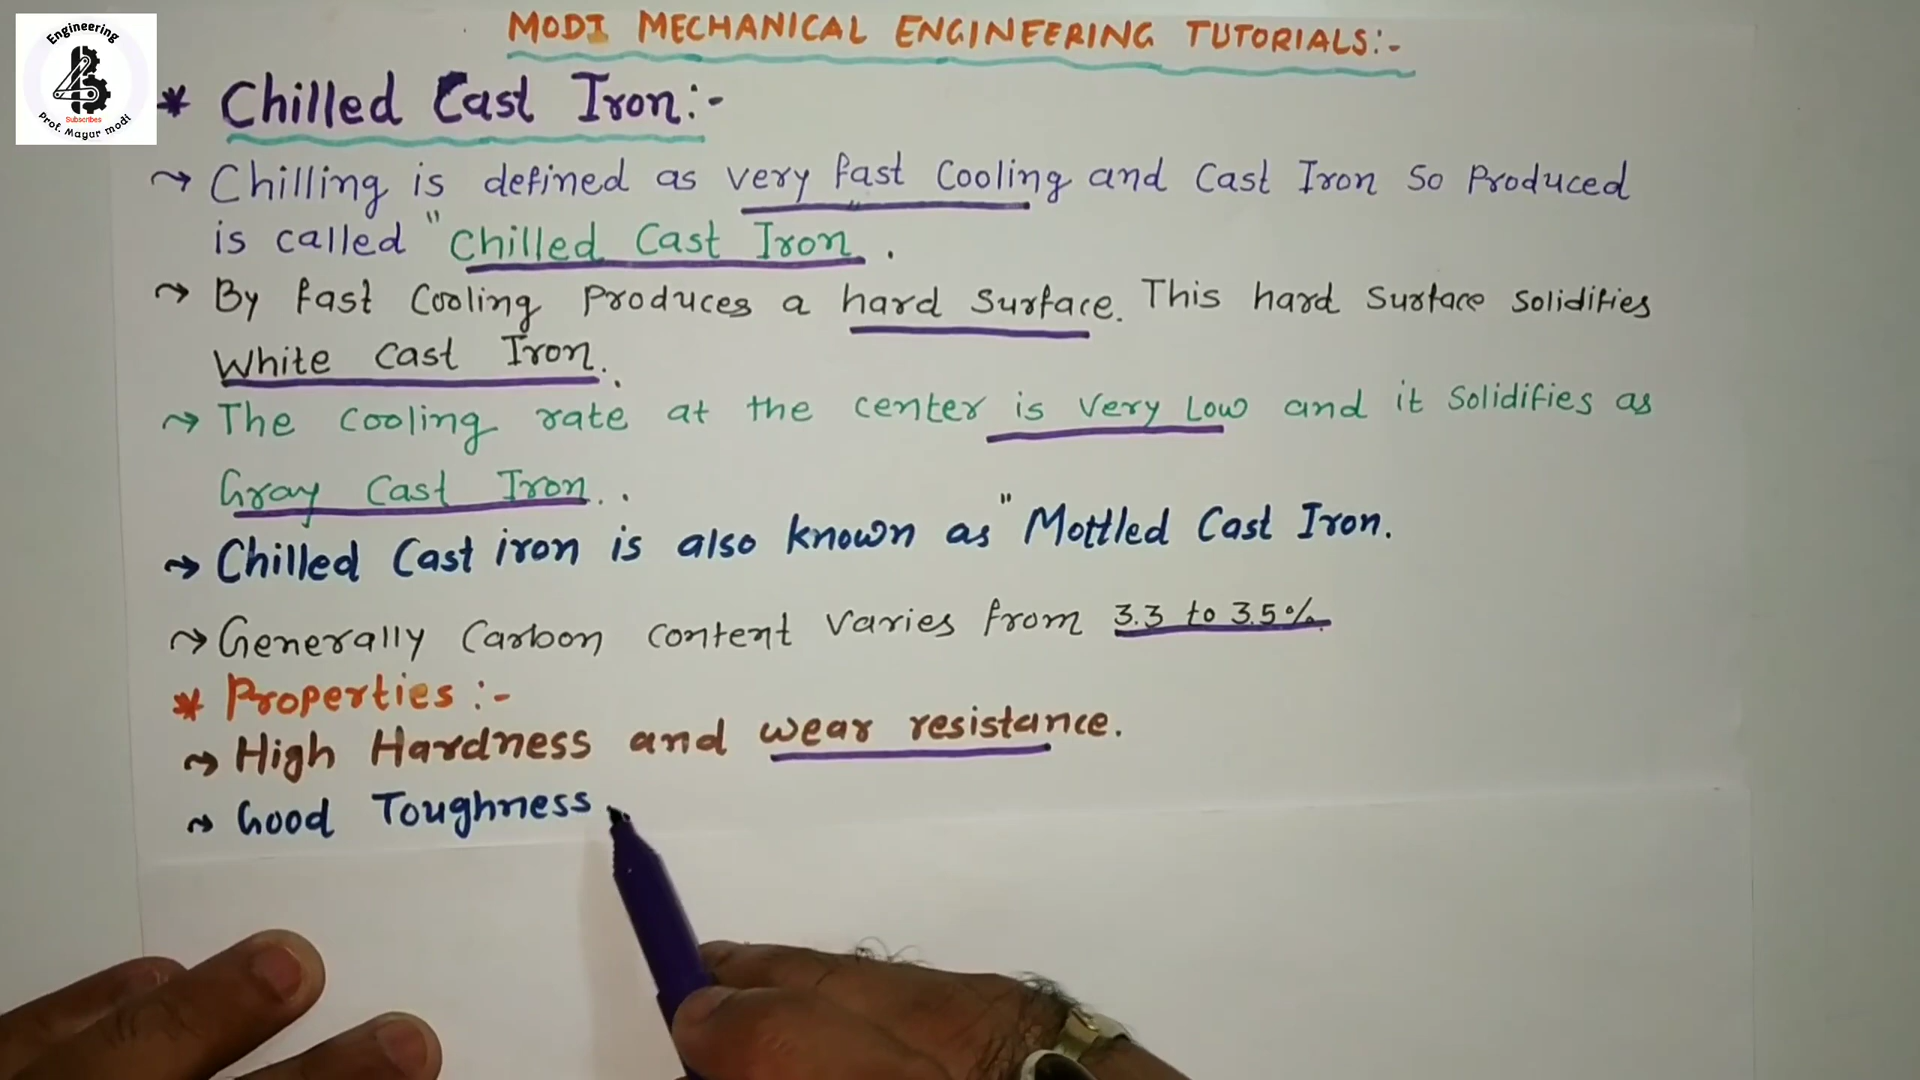 MODI MECHANICAL ENGINEERING TUTORIALS:-
Engineering
Subscribes
Prof. Mayur modi
* Chilled Cast Iron:-
~> Chilling is defined as very fast Cooling and Cast Iron So Produced
is called "Chilled Cast Iron.
~> By fast Cooling Produces a hard Surface. This hard Surface Solidifies
White Cast Iron.
~> The Cooling rate at the center is very Low and it Solidifies as
Gray Cast Iron..
~> Chilled Cast iron is also known as "Mottled Cast Iron.
~> Generally Carbon Content Varies from 3.3 to 3.5%.
* Properties:-
~> High Hardness and wear resistance.
~> Good Toughness